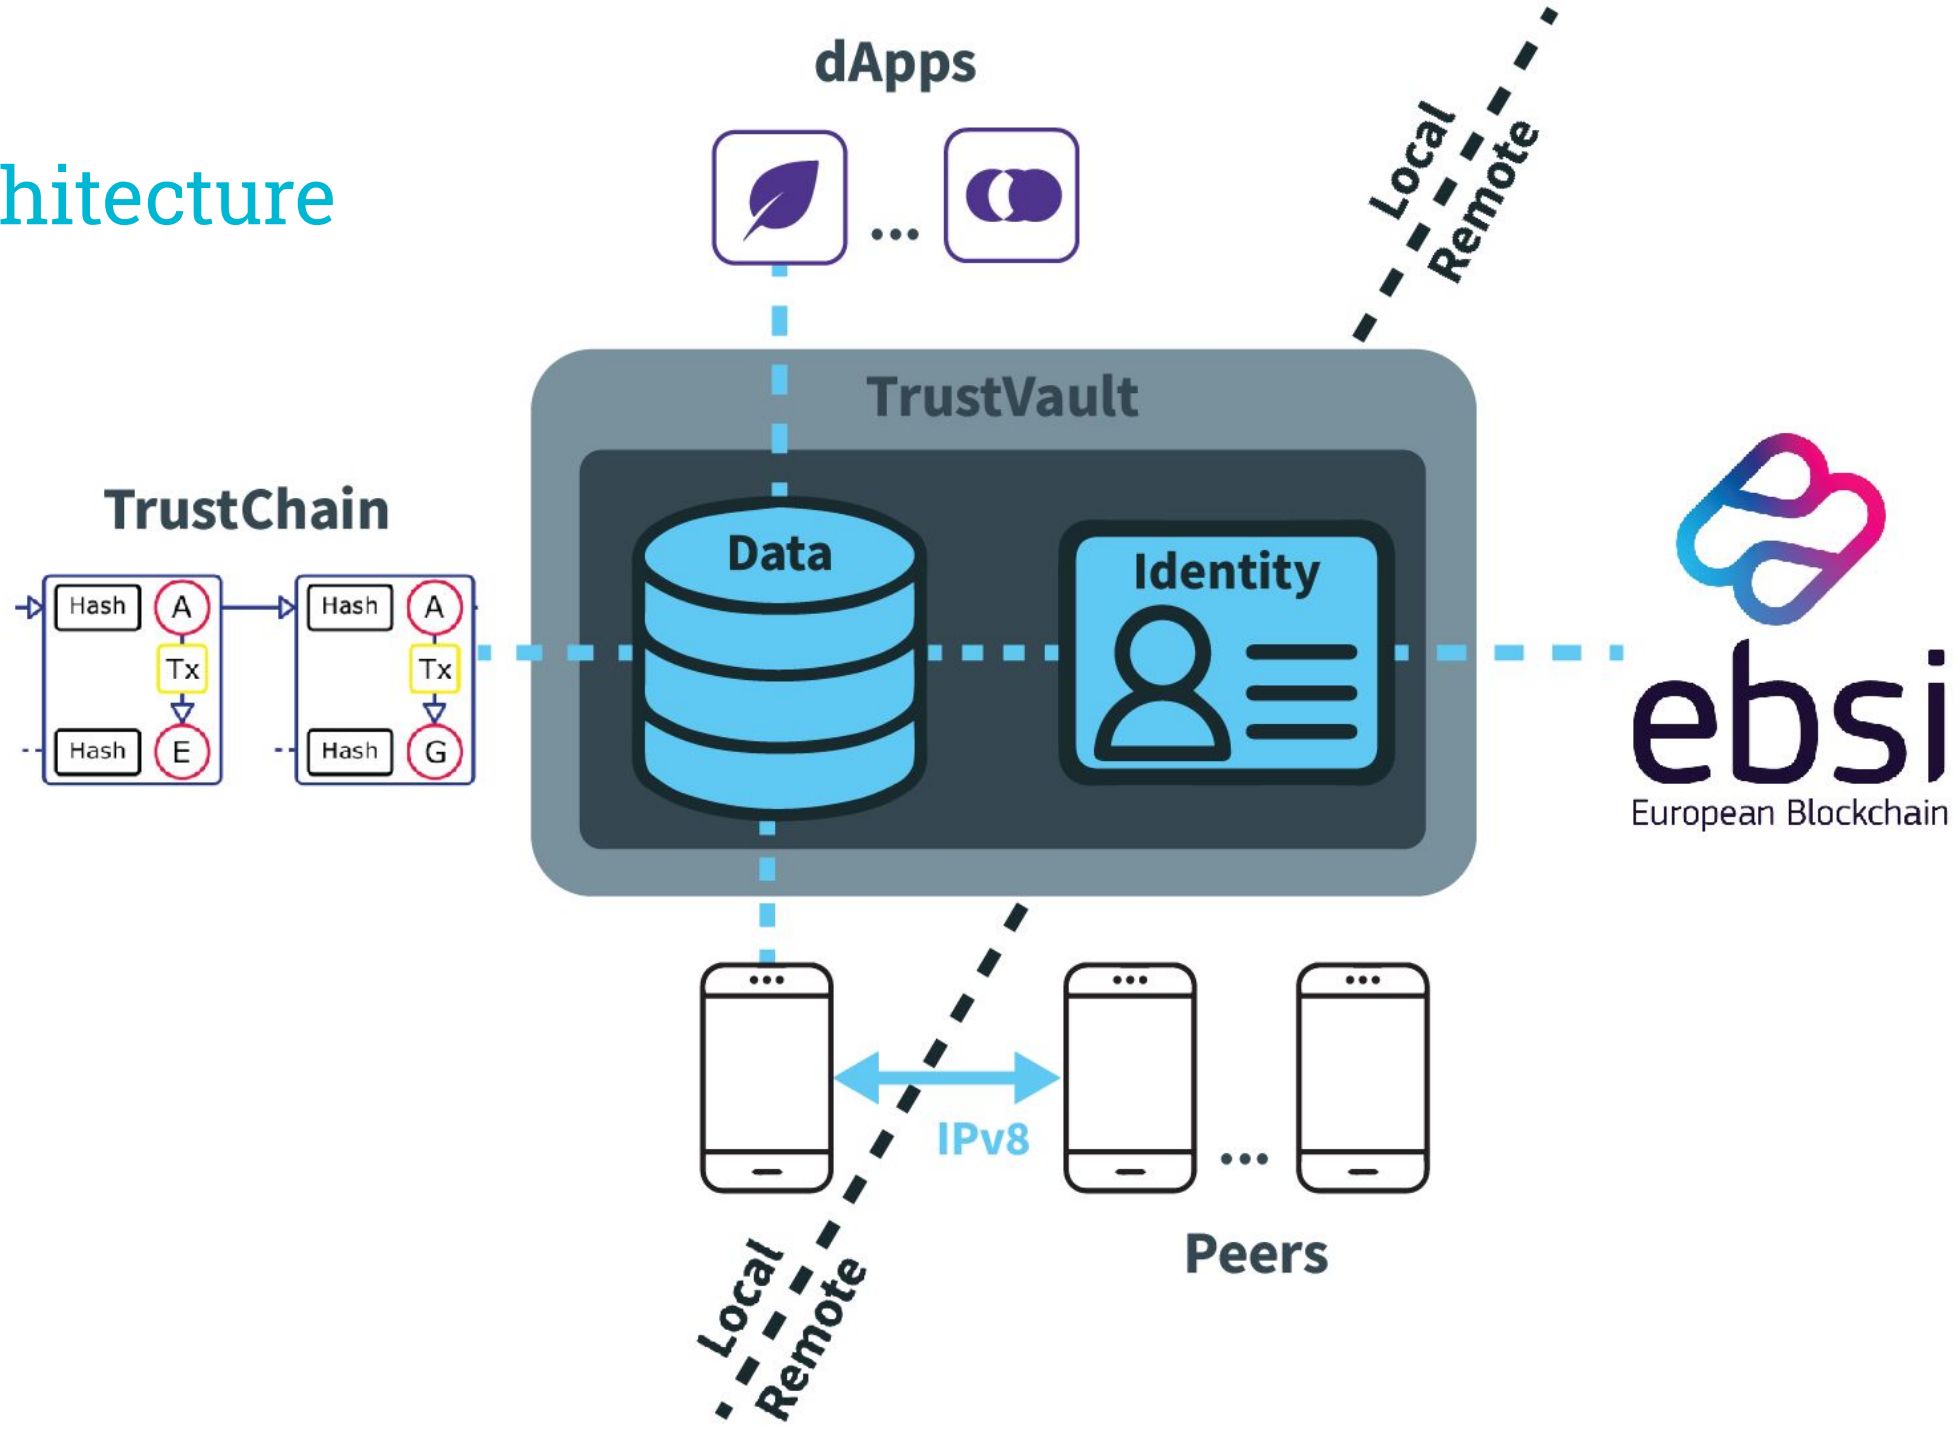 dApps
hitecture
Local
Remote
TrustVault
TrustChain
Data
Identity
Hash A
Hash A
Tx
Tx
Hash E
Hash G
ebsi
European Blockchain
IPv8
Peers
Local
Remote